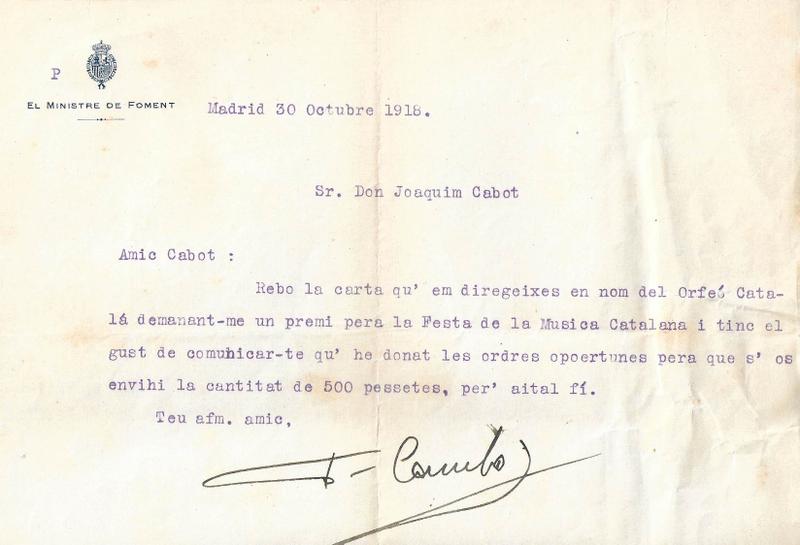 P
EL MINISTRE DE FOMENT
Madrid 30 Octubre 1918.
Sr. Don Joaquim Cabot
Amic Cabot :
Rebo la carta qu' em diregeixes en nom del Orfeó Cata-
lá demanant-me un premi pera la Festa de la Musica Catalana i tinc el
gust de comunicar-te qu' he donat les ordres opoertunes pera que s' os
envihi la cantitat de 500 pessetes, per' aital fí.
Teu afm. amic,
F= Cambó